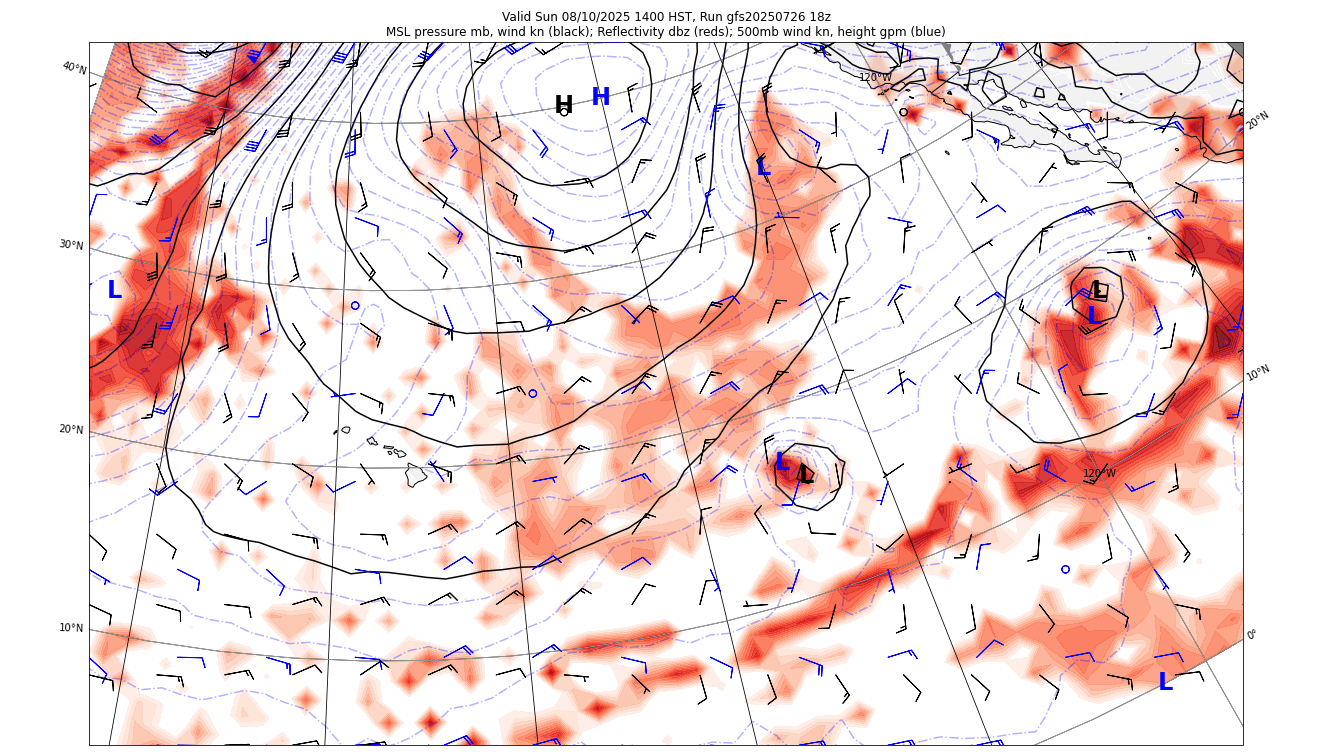 Valid Sun 08/10/2025 1400 HST, Run gfs20250726 18z
MSL pressure mb, wind kn (black); Reflectivity dbz (reds); 500mb wind kn, height gpm (blue)
40°N
120°W
H
H
20°N
L
30°N
L
L
L
10°N
20°N
L
L
120°W
10°N
0°
L